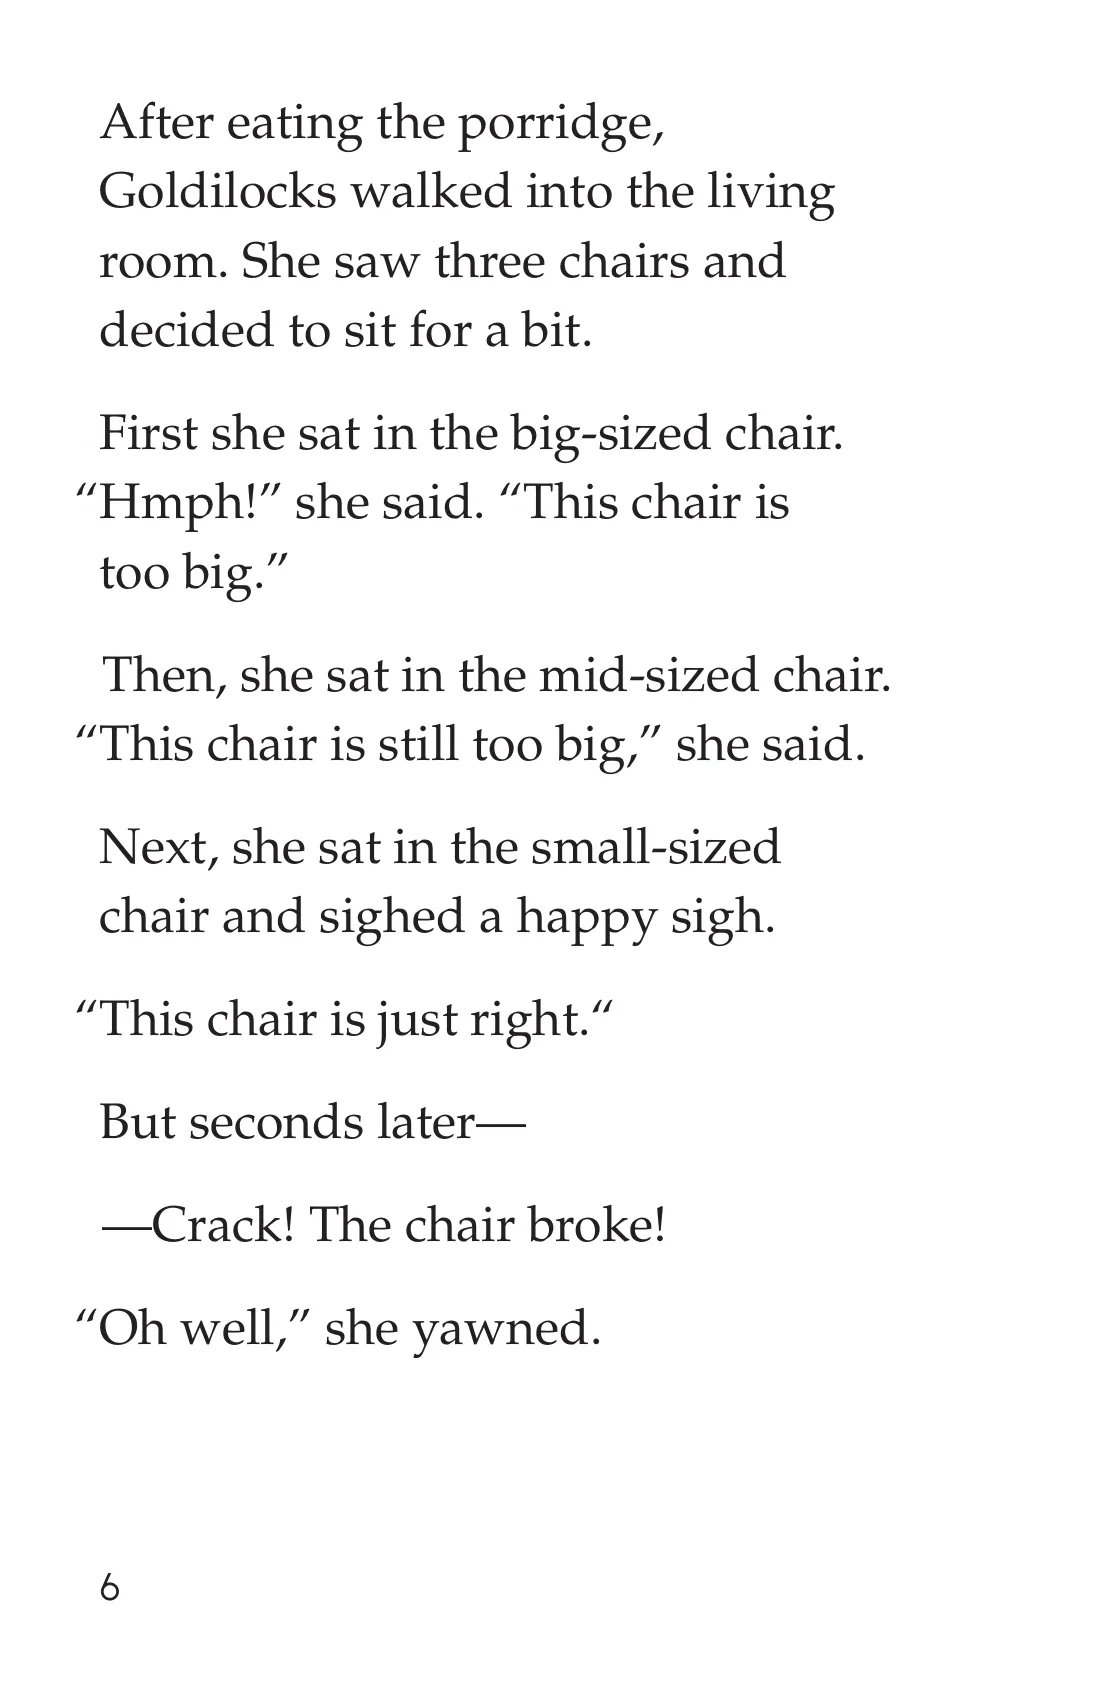 After eating the porridge,
Goldilocks walked into the living
room. She saw three chairs and
decided to sit for a bit.
First she sat in the big-sized chair.
“Hmph!” she said. “This chair is
too big.”
Then, she sat in the mid-sized chair.
“This chair is still too big,” she said.
Next, she sat in the small-sized
chair and sighed a happy sigh.
“This chair is just right.“
But seconds later—
—Crack! The chair broke!
“Oh well,” she yawned.
6